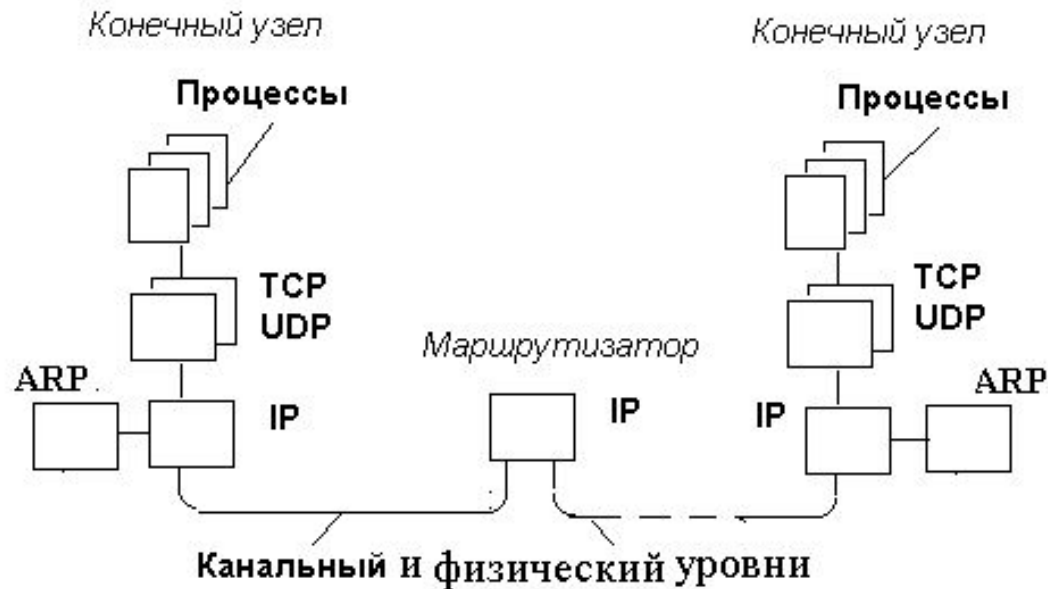 Конечный узел
Конечный узел
Процессы
Процессы
TCP
UDP
TCP
UDP
Маршрутизатор
ARP
IP
IP
IP
ARP
Канальный и физический уровни